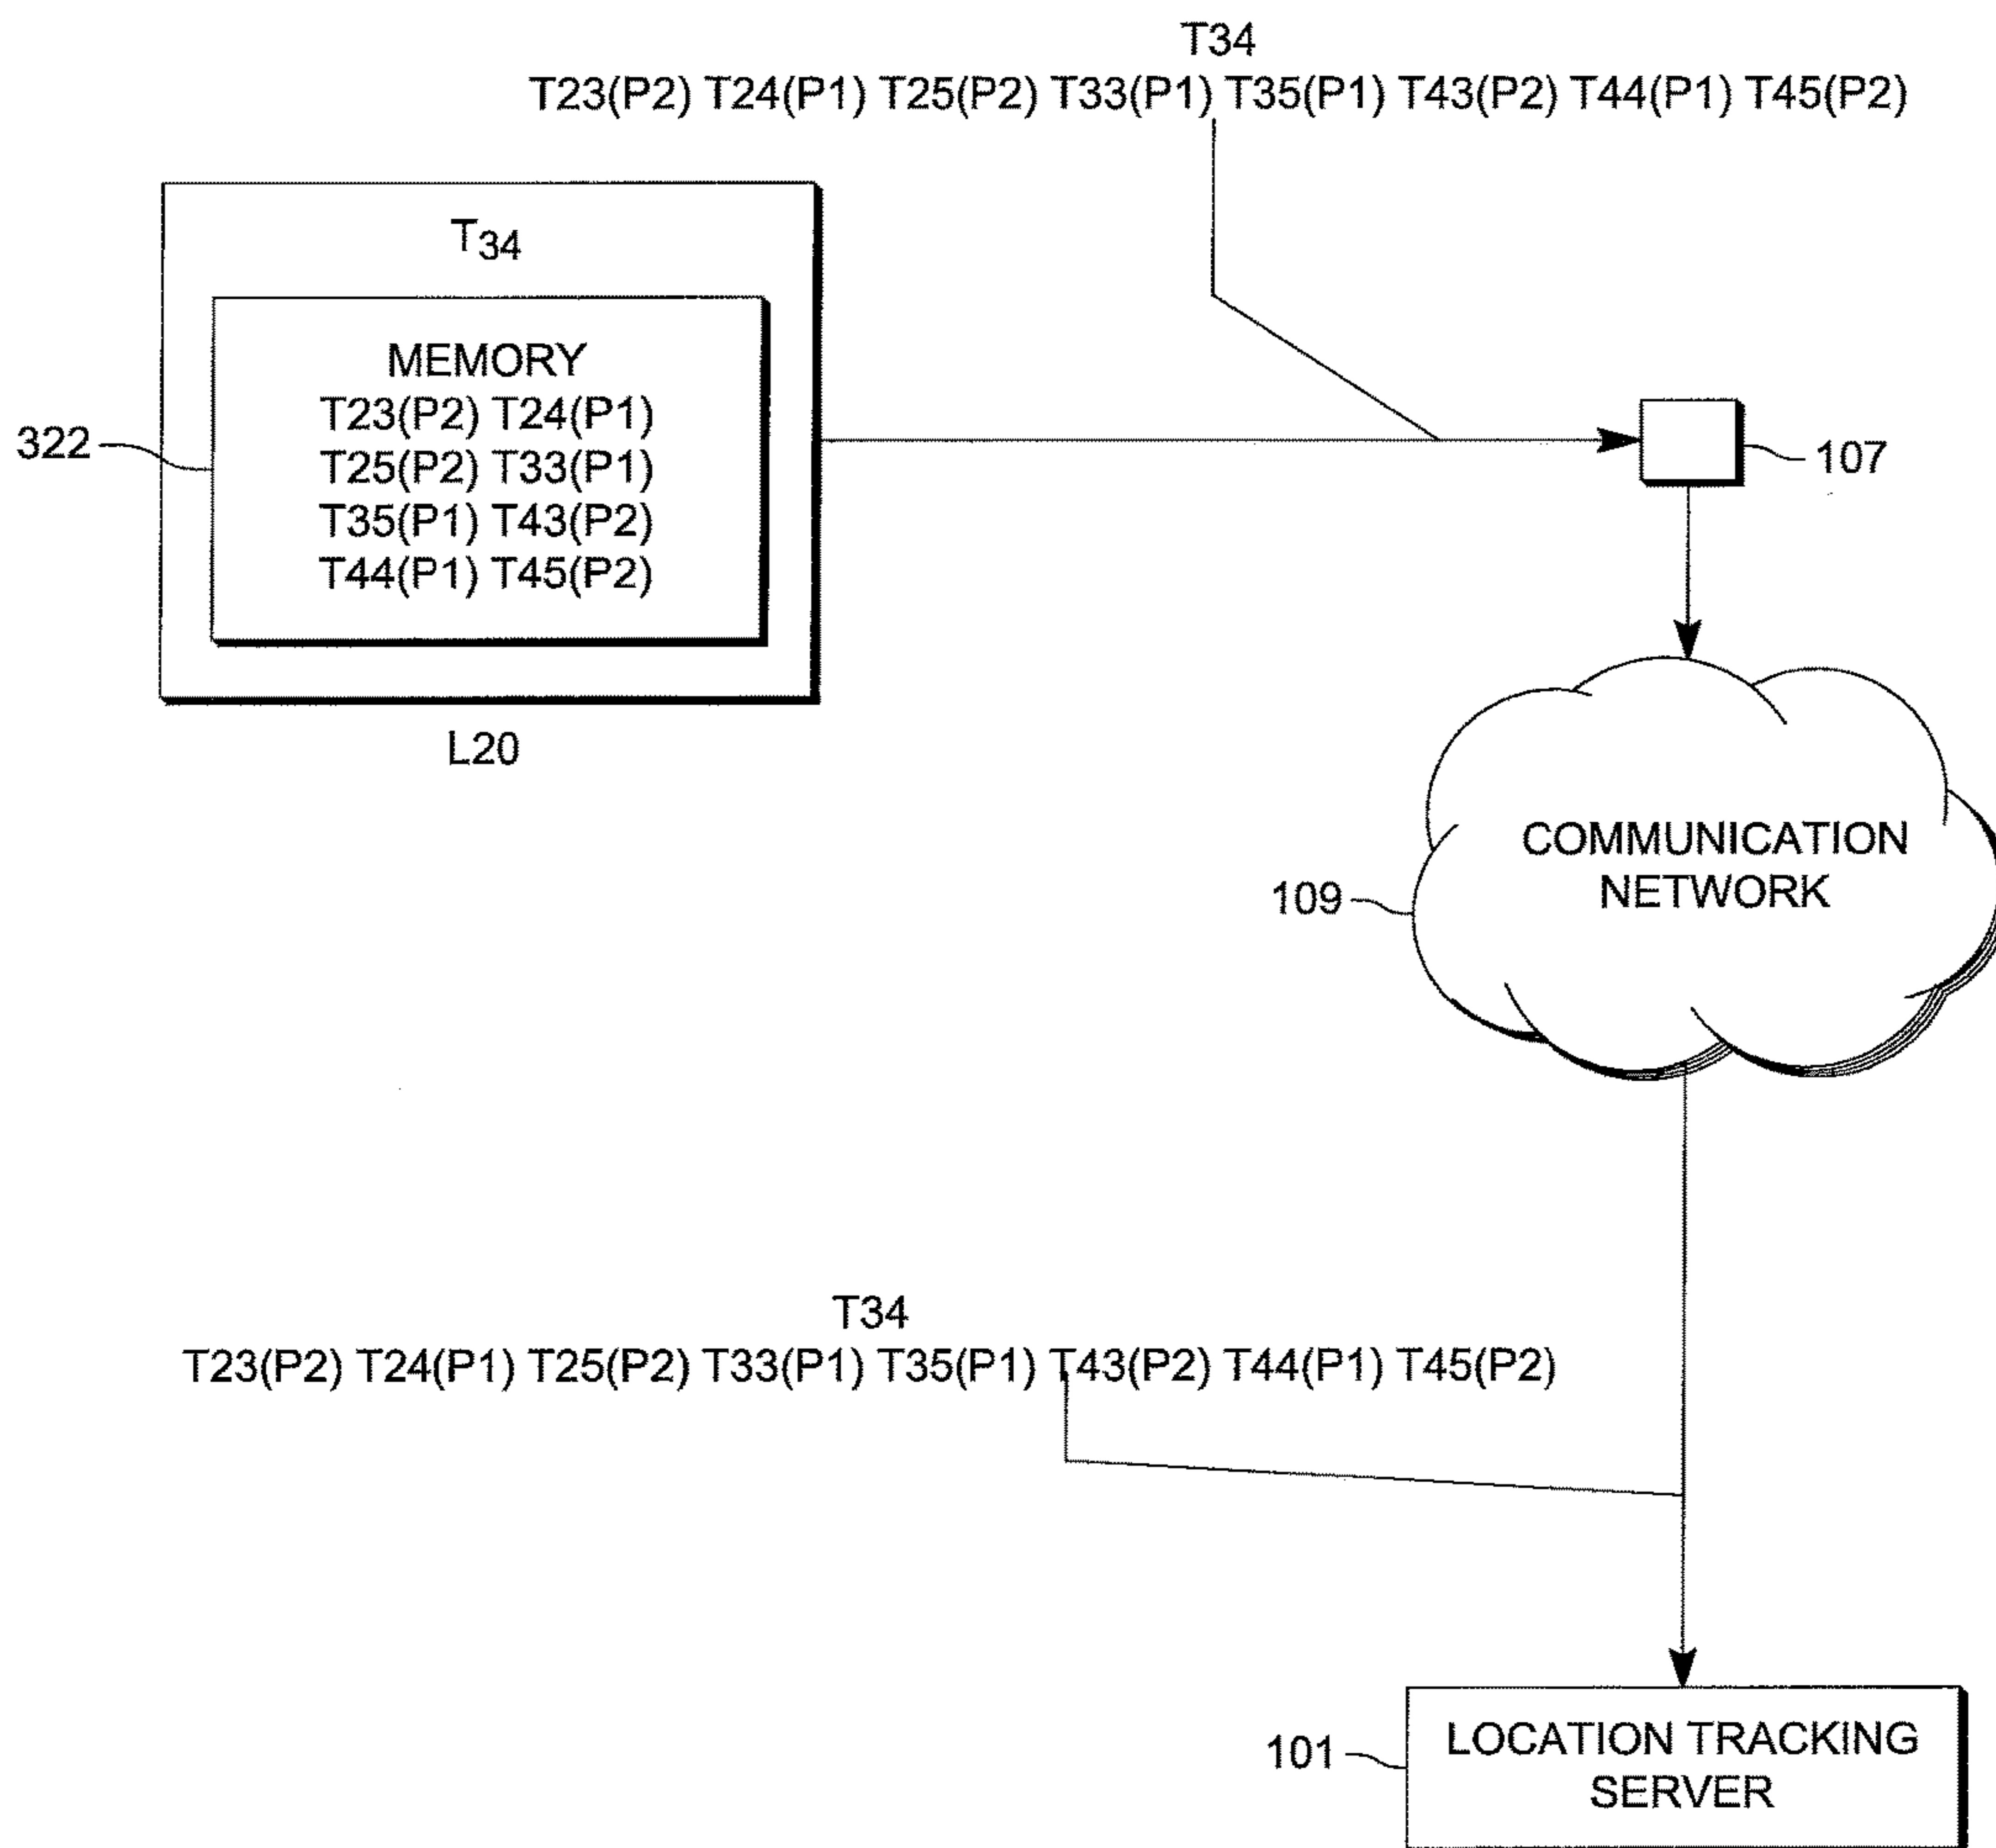 T34
T23(P2) T24(P1) T25(P2) T33(P1) T35(P1) T43(P2) T44(P1) T45(P2)
T34
MEMORY
T23(P2) T24(P1)
T25(P2) T33(P1)
T35(P1) T43(P2)
T44(P1) T45(P2)
322
107
L20
COMMUNICATION
NETWORK
109
T34
T23(P2) T24(P1) T25(P2) T33(P1) T35(P1) T43(P2) T44(P1) T45(P2)
LOCATION TRACKING
SERVER
101